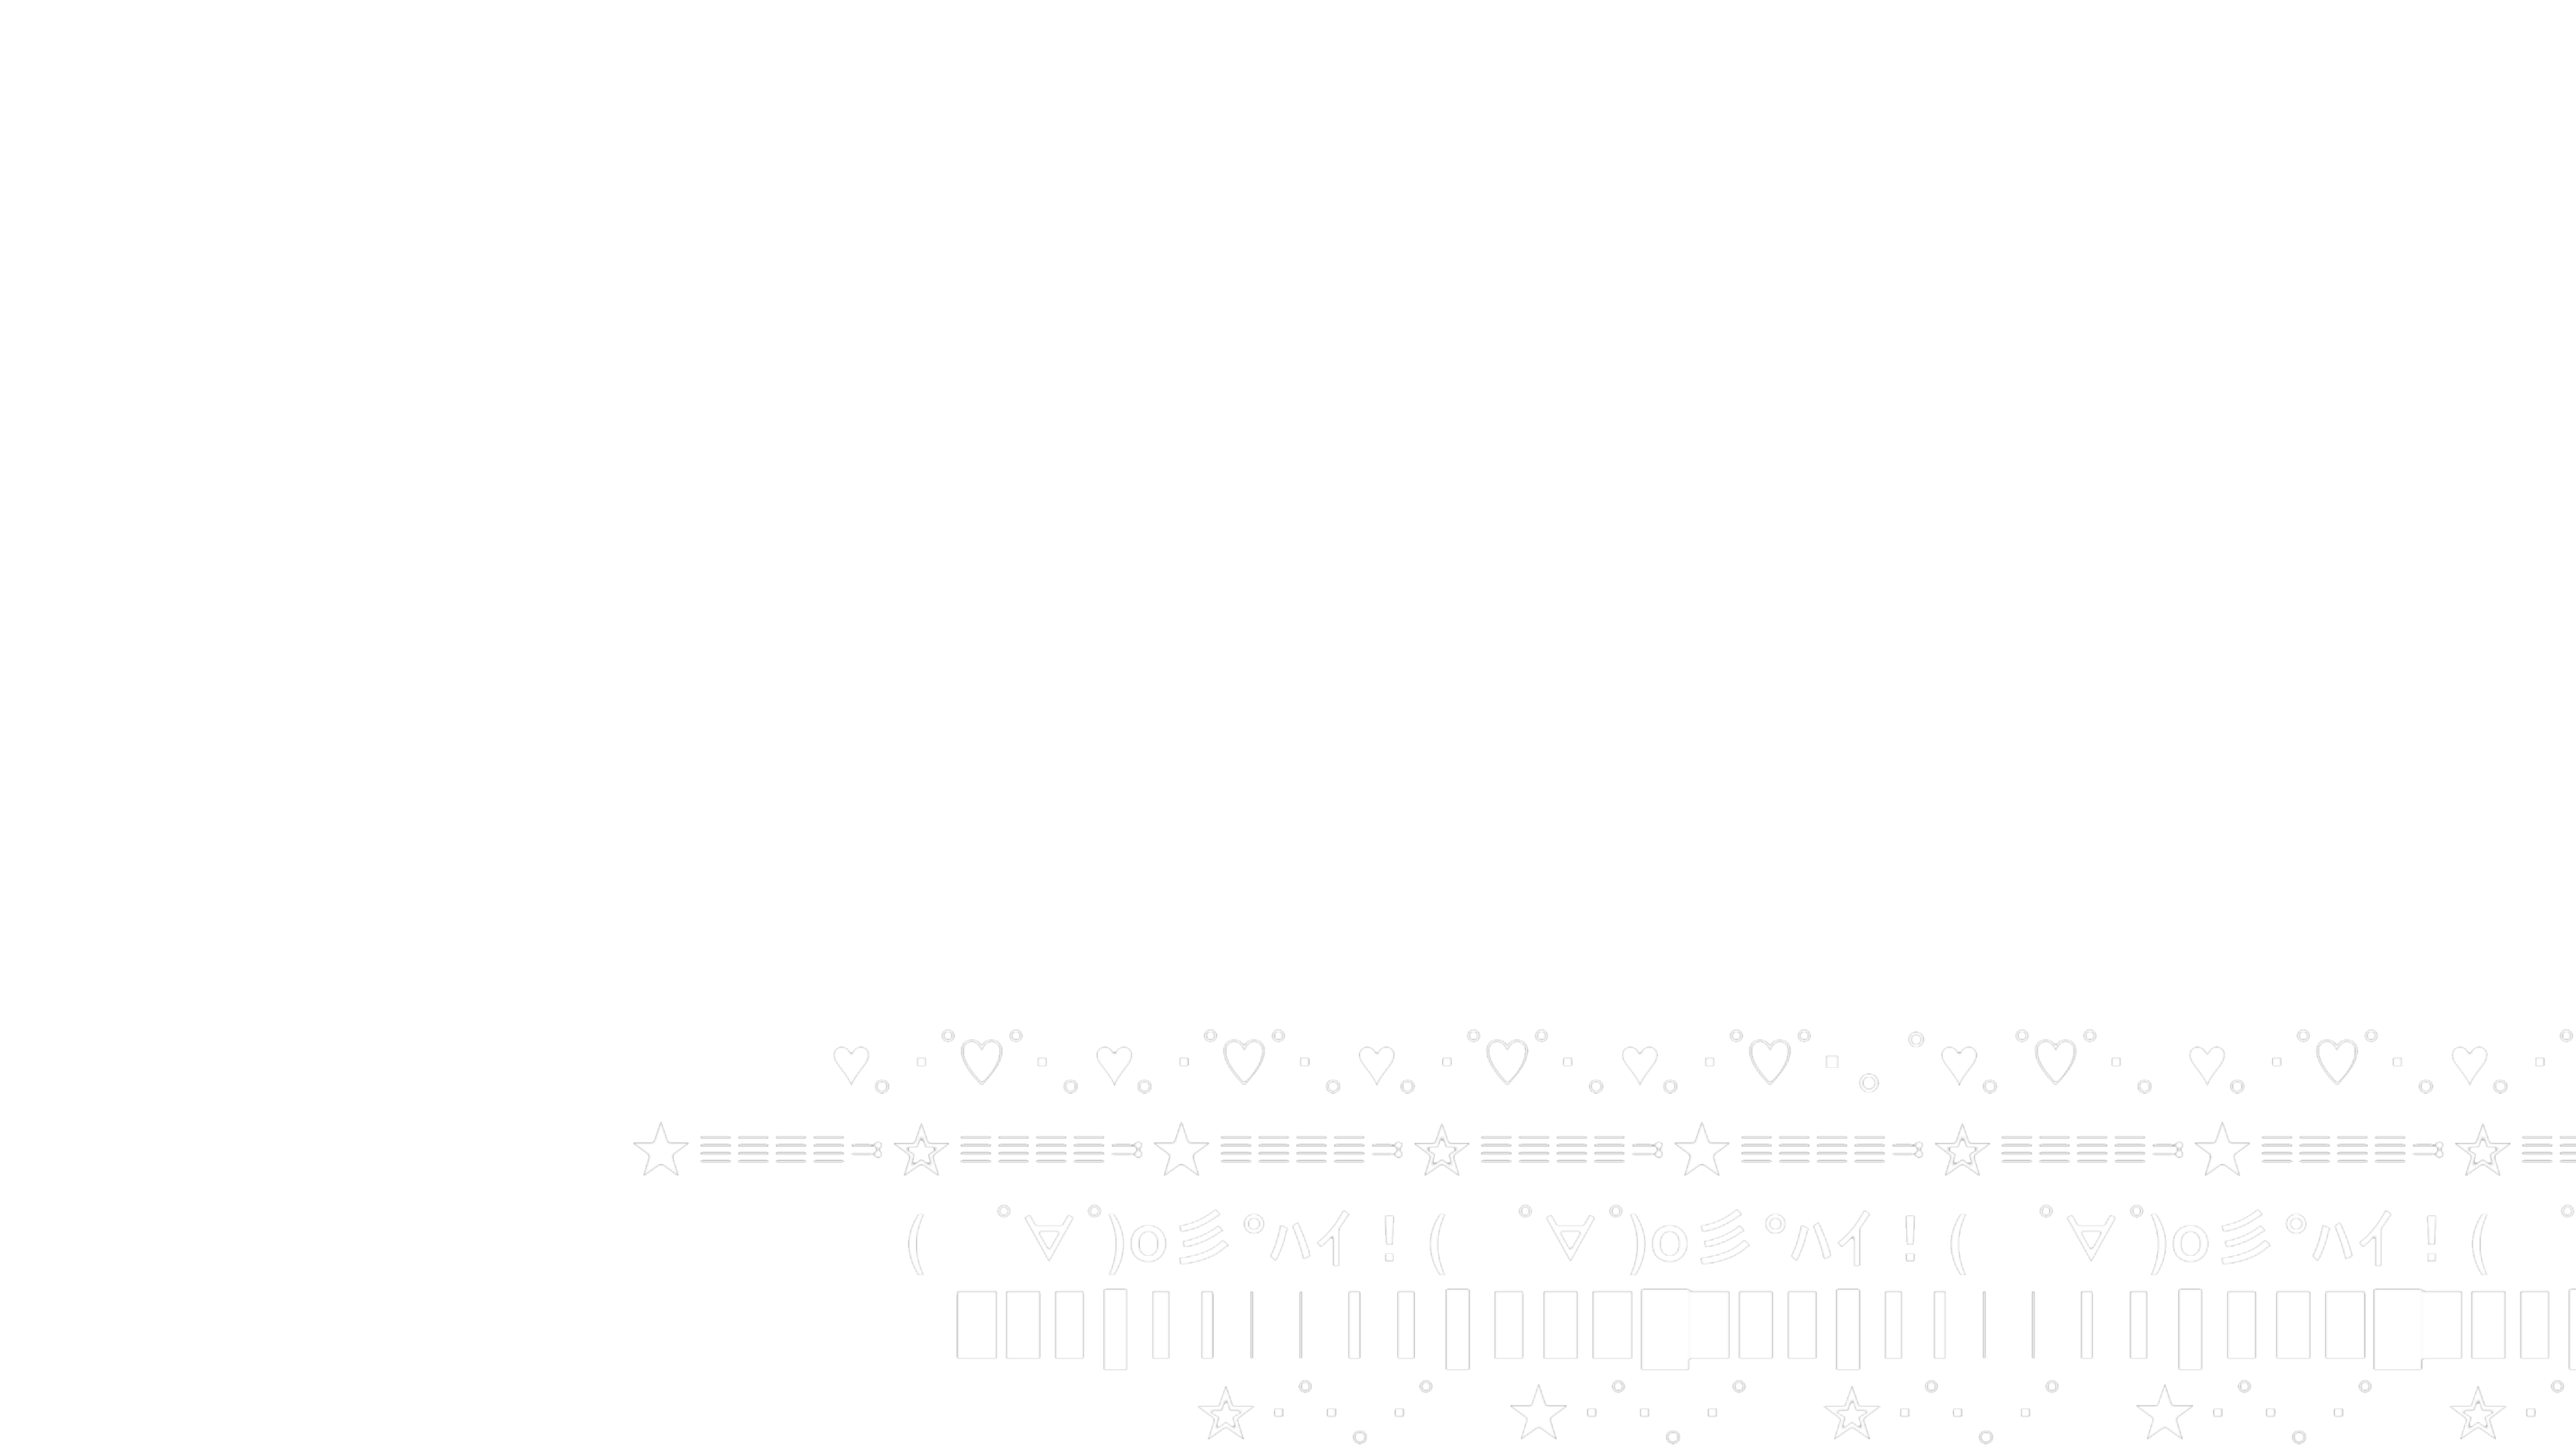 ♥｡･ﾟ♡ﾟ･｡♥｡･ﾟ♡ﾟ･｡♥｡･ﾟ♡ﾟ･｡♥｡･ﾟ♡ﾟ・。°♥｡ﾟ♡ﾟ･｡♥｡･ﾟ♡ﾟ･｡♥｡･ﾟ
★≡≡≡≡=:☆≡≡≡≡=:★≡≡≡≡=:☆≡≡≡≡=:★≡≡≡≡=:☆≡≡≡≡=:★≡≡≡≡=:☆≡
( ﾟ∀ﾟ)o彡°ﾊｲ!( ﾟ∀ﾟ)o彡°ﾊｲ!( ﾟ∀ﾟ)o彡°ﾊｲ!( ﾟ
▉▊▋▌▍▎▏▏▎▎▌▋▊▉█▉▊▋▌▍▎▏▏▎▍▌▋▊▉█▉▊▋▌
☆･ﾟ･｡･ﾟ★･ﾟ･｡･ﾟ☆･ﾟ･｡･ﾟ★･ﾟ･｡･ﾟ☆･ﾟ